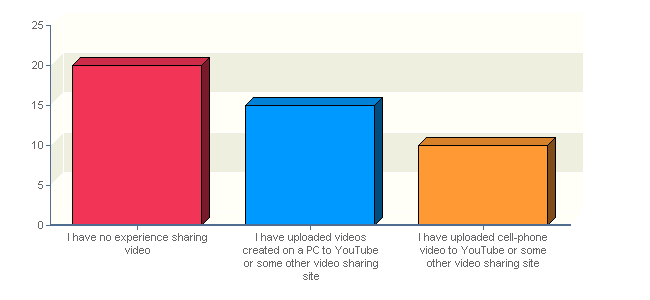 25
20
15
10
5
0
I have no experience sharing
video
I have uploaded videos
created on a PC to YouTube
or some other video sharing
site
I have uploaded cell-phone
video to YouTube or some
other video sharing site